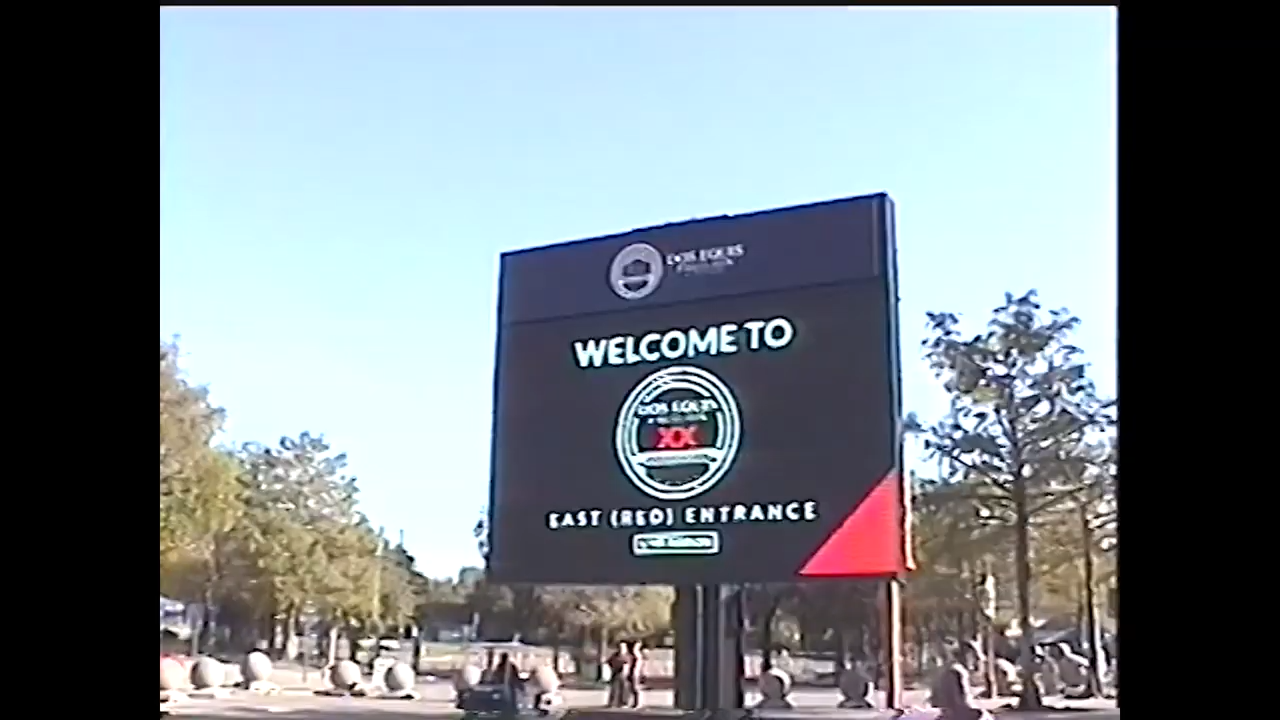 DOS EQUIS
WELCOME TO
DOS EQUIS
XX
EAST (RED) ENTRANCE